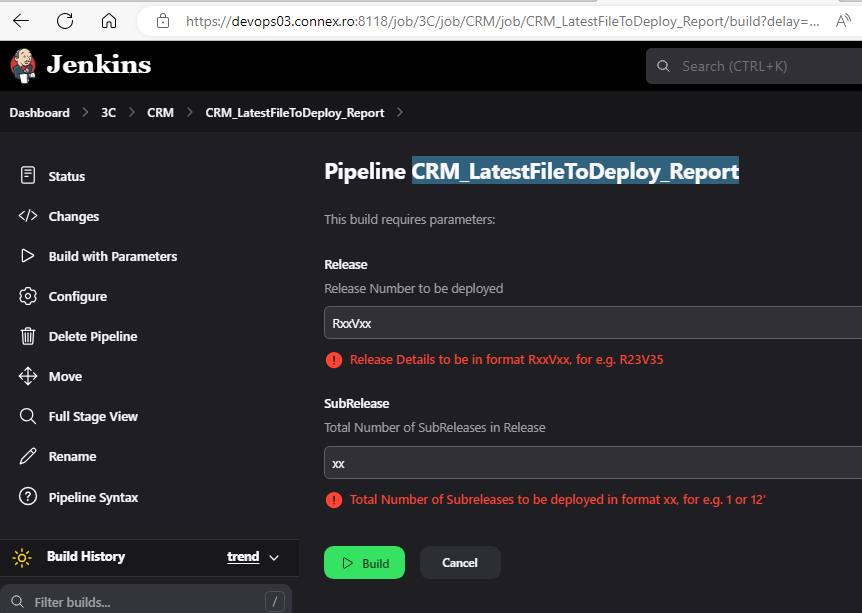 https://devops03.connex.ro:8118/job/3C/job/CRM/job/CRM_LatestFileToDeploy_Report/build?delay=...
Jenkins
Search (CTRL+K)
Dashboard > 3C > CRM > CRM_LatestFileToDeploy_Report >
Status
Changes
Build with Parameters
Configure
Delete Pipeline
Move
Full Stage View
Rename
Pipeline Syntax
Build History trend
Filter builds... /
Pipeline CRM_LatestFileToDeploy_Report
This build requires parameters:
Release
Release Number to be deployed
RxxVxx
Release Details to be in format RxxVxx, for e.g. R23V35
SubRelease
Total Number of SubReleases in Release
xx
Total Number of Subreleases to be deployed in format xx, for e.g. 1 or 12'
Build Cancel